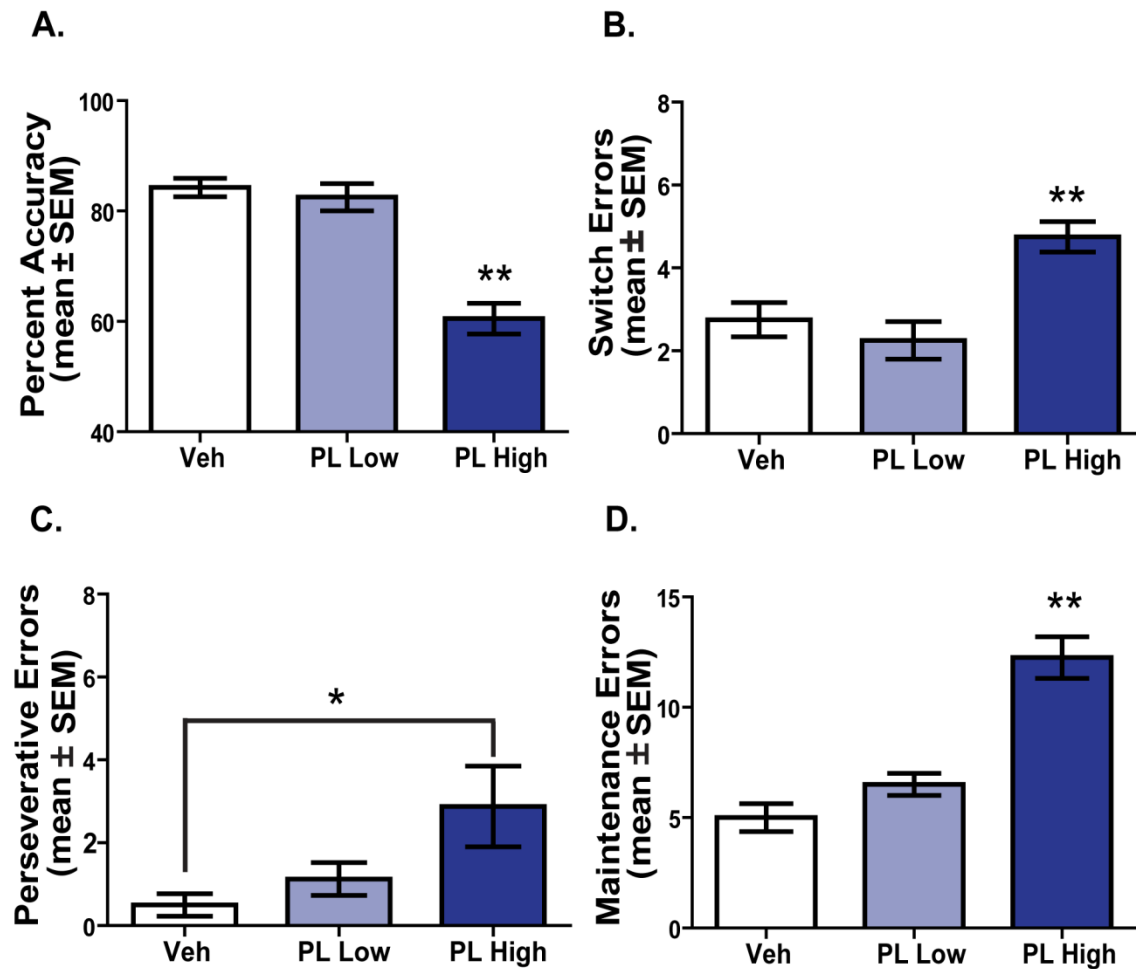 A.
Percent Accuracy
(mean ± SEM)
100
80
60
40
**
Veh
PL Low
PL High
B.
Switch Errors
(mean ± SEM)
8
6
4
2
0
**
Veh
PL Low
PL High
C.
Perseverative Errors
(mean ± SEM)
8
6
4
2
0
*
Veh
PL Low
PL High
D.
Maintenance Errors
(mean ± SEM)
15
10
5
0
**
Veh
PL Low
PL High